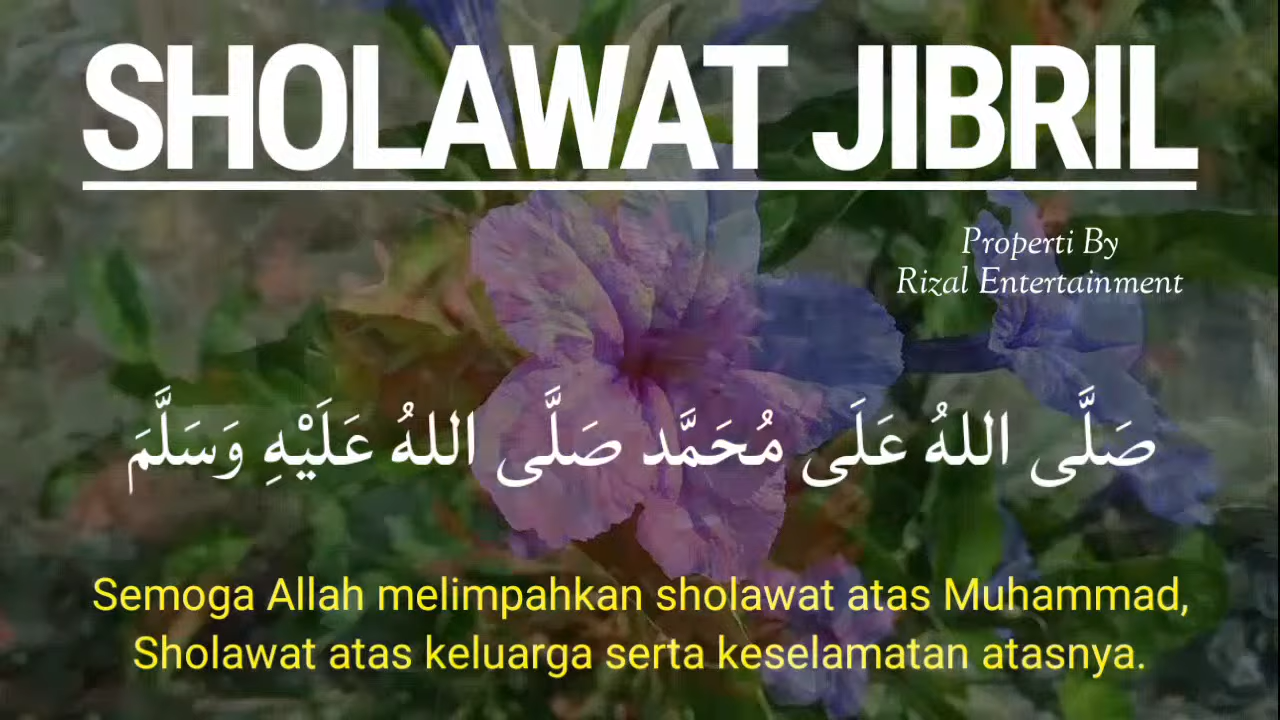 SHOLAWAT JIBRIL
Properti By
Rizal Entertainment
صَلَّى اللهُ عَلَى مُحَمَّد صَلَّى اللهُ عَلَيْهِ وَسَلَّمَ
Semoga Allah melimpahkan sholawat atas Muhammad,
Sholawat atas keluarga serta keselamatan atasnya.